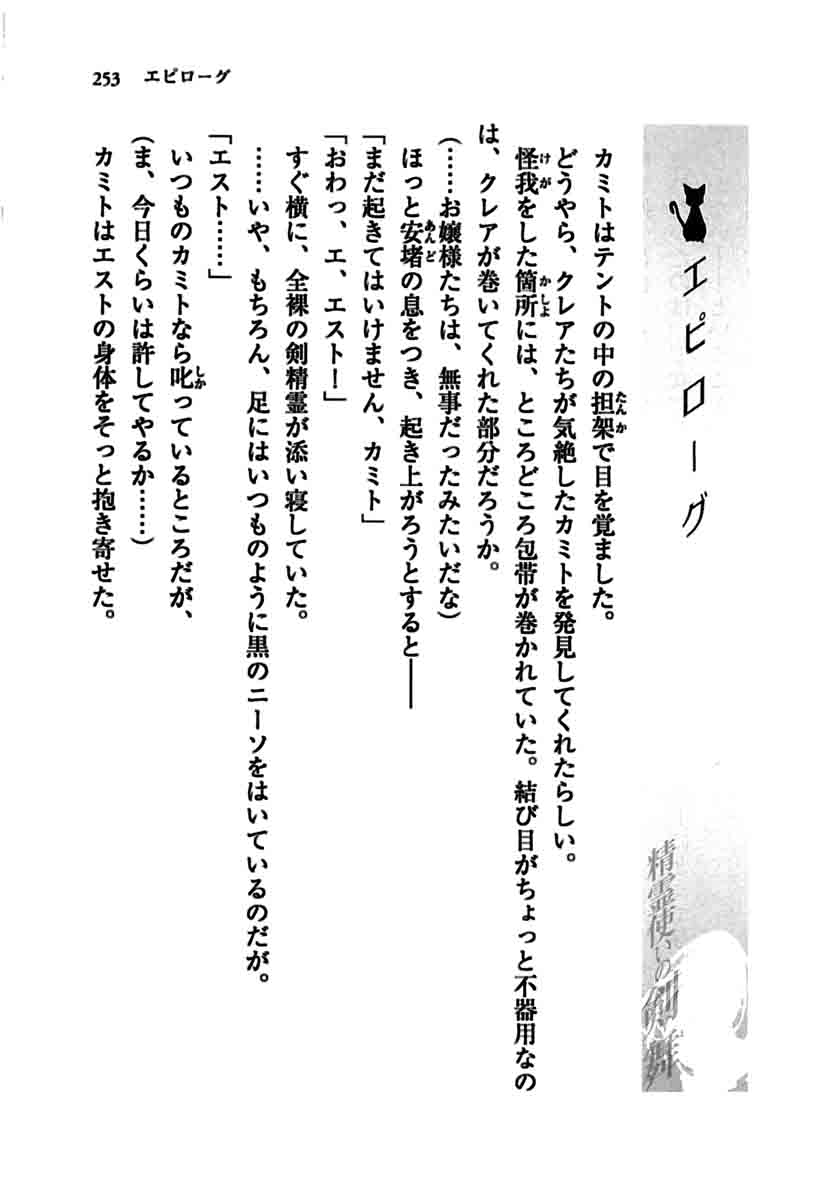 253 エピローグ
エピローグ
精霊使いの剣舞
カミトはテントの中の担架で目を覚ました。
どうやら、クレアたちが気絶したカミトを発見してくれたらしい。
怪我をした箇所には、ところどころ包帯が巻かれていた。結び目がちょっと不器用なの
は、クレアが巻いてくれた部分だろうか。
(……お嬢様たちは、無事だったみたいだな)
ほっと安堵の息をつき、起き上がろうとすると――
「まだ起きてはいけません、カミト」
「おわっ、エ、エスト!」
すぐ横に、全裸の剣精霊が添い寝していた。
……いや、もちろん、足にはいつものように黒のニーソをはいているのだが。
「エスト……」
いつものカミトなら叱っているところだが、
(ま、今日くらいは許してやるか……)
カミトはエストの身体をそっと抱き寄せた。